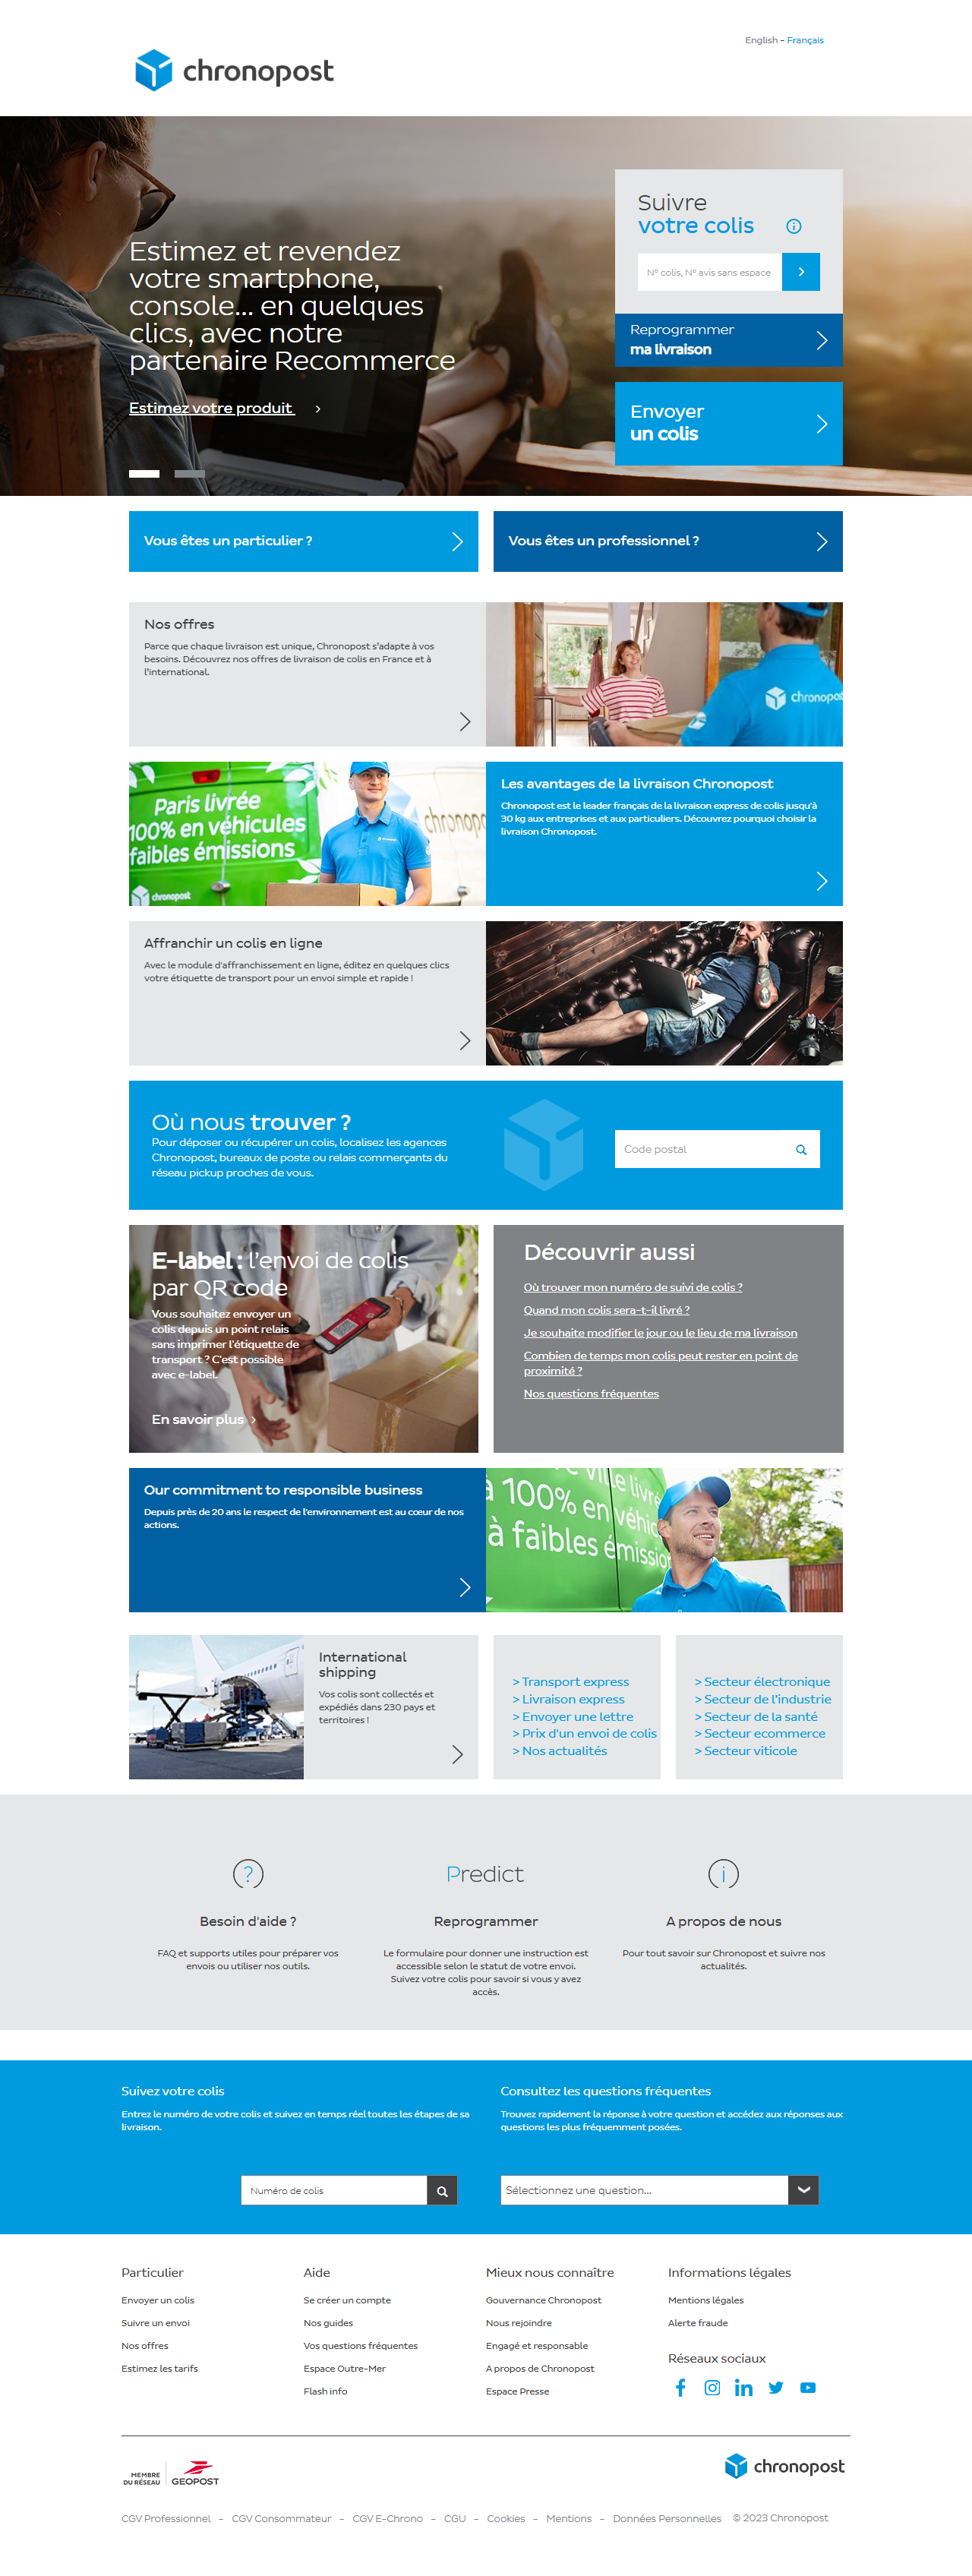 English - Français
chronopost
Estimez et revendez
votre smartphone,
console... en quelques
clics, avec notre
partenaire Recommerce
Estimez votre produit
Suivre
votre colis
N° colis, N° avis sans espace
Reprogrammer
ma livraison
Envoyer
un colis
Vous êtes un particulier ?
Vous êtes un professionnel ?
Nos offres
Parce que chaque livraison est unique, Chronopost s'adapte à vos
besoins. Découvrez nos offres de livraison de colis en France et à
l'international.
chronopost
Paris livrée
100% en véhicules
faibles émissions
chronopost
chronopo
Les avantages de la livraison Chronopost
Chronopost est le leader français de la livraison express de colis jusqu'à
30 kg aux entreprises et aux particuliers. Découvrez pourquoi choisir la
livraison Chronopost.
Affranchir un colis en ligne
Avec le module d'affranchissement en ligne, éditez en quelques clics
votre étiquette de transport pour un envoi simple et rapide !
Où nous trouver ?
Pour déposer ou récupérer un colis, localisez les agences
Chronopost, bureaux de poste ou relais commerçants du
réseau pickup proches de vous.
Code postal
E-label : l'envoi de colis
par QR code
Vous souhaitez envoyer un
colis depuis un point relais
sans imprimer l'étiquette de
transport ? C'est possible
avec e-label.
En savoir plus
Découvrir aussi
Où trouver mon numéro de suivi de colis ?
Quand mon colis sera-t-il livré ?
Je souhaite modifier le jour ou le lieu de ma livraison
Combien de temps mon colis peut rester en point de
proximité ?
Nos questions fréquentes
Our commitment to responsible business
Depuis près de 20 ans le respect de l'environnement est au cœur de nos
actions.
ville livré
à 100% en véhi
à faibles émission
International
shipping
Vos colis sont collectés et
expédiés dans 230 pays et
territoires !
> Transport express
> Livraison express
> Envoyer une lettre
> Prix d'un envoi de colis
> Nos actualités
> Secteur électronique
> Secteur de l'industrie
> Secteur de la santé
> Secteur ecommerce
> Secteur viticole
?
Besoin d'aide ?
FAQ et supports utiles pour préparer vos
envois ou utiliser nos outils.
Predict
Reprogrammer
Le formulaire pour donner une instruction est
accessible selon le statut de votre envoi.
Suivez votre colis pour savoir si vous y avez
accès.
i
A propos de nous
Pour tout savoir sur Chronopost et suivre nos
actualités.
Suivez votre colis
Entrez le numéro de votre colis et suivez en temps réel toutes les étapes de sa
livraison.
Numéro de colis
Consultez les questions fréquentes
Trouvez rapidement la réponse à votre question et accédez aux réponses aux
questions les plus fréquemment posées.
Sélectionnez une question...
Particulier
Envoyer un colis
Suivre un envoi
Nos offres
Estimez les tarifs
Aide
Se créer un compte
Nos guides
Vos questions fréquentes
Espace Outre-Mer
Flash info
Mieux nous connaître
Gouvernance Chronopost
Nous rejoindre
Engagé et responsable
A propos de Chronopost
Espace Presse
Informations légales
Mentions légales
Alerte fraude
Réseaux sociaux
MEMBRE
DU RÉSEAU
GEOPOST
chronopost
CGV Professionnel - CGV Consommateur - CGV E-Chrono - CGU - Cookies - Mentions - Données Personnelles © 2023 Chronopost